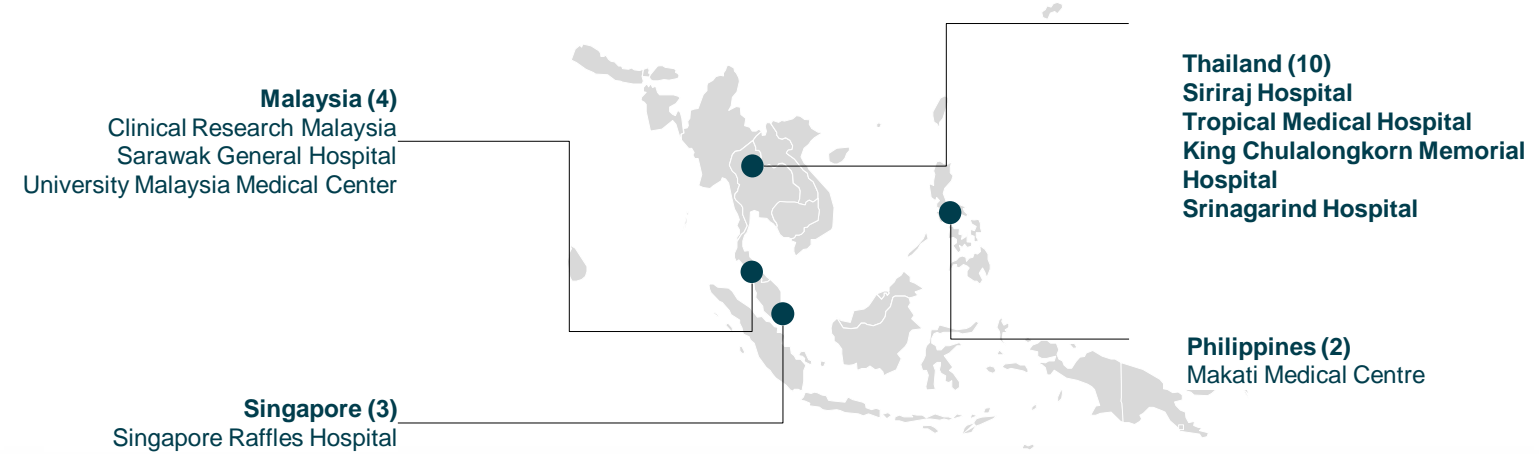 Malaysia (4)
Clinical Research Malaysia
Sarawak General Hospital
University Malaysia Medical Center
Singapore (3)
Singapore Raffles Hospital
Thailand (10)
Siriraj Hospital
Tropical Medical Hospital
King Chulalongkorn Memorial
Hospital
Srinagarind Hospital
Philippines (2)
Makati Medical Centre